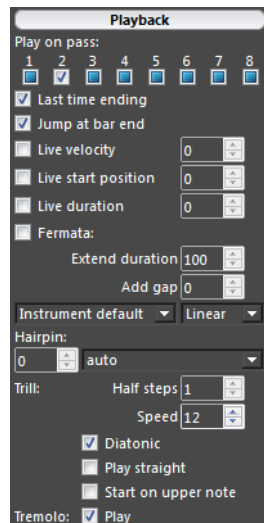 Playback
Play on pass:
1 2 3 4 5 6 7 8
Last time ending
Jump at bar end
Live velocity 0
Live start position 0
Live duration 0
Fermata:
Extend duration 100
Add gap 0
Instrument default Linear
Hairpin:
0 auto
Trill: Half steps 1
Speed 12
Diatonic
Play straight
Start on upper note
Tremolo: Play